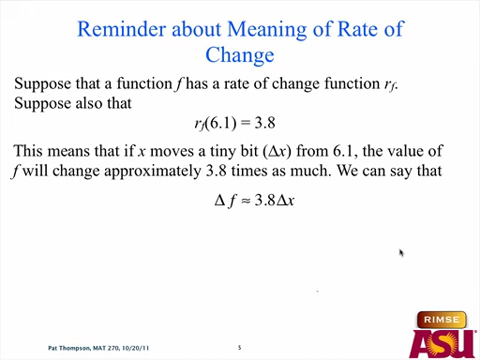 Reminder about Meaning of Rate of
Change
Suppose that a function f has a rate of change function r_f.
Suppose also that
r_f(6.1) = 3.8
This means that if x moves a tiny bit (Δx) from 6.1, the value of
f will change approximately 3.8 times as much. We can say that
Δ f ≈ 3.8Δx
RIMSE
ASU
Pat Thompson, MAT 270, 10/20/11
5